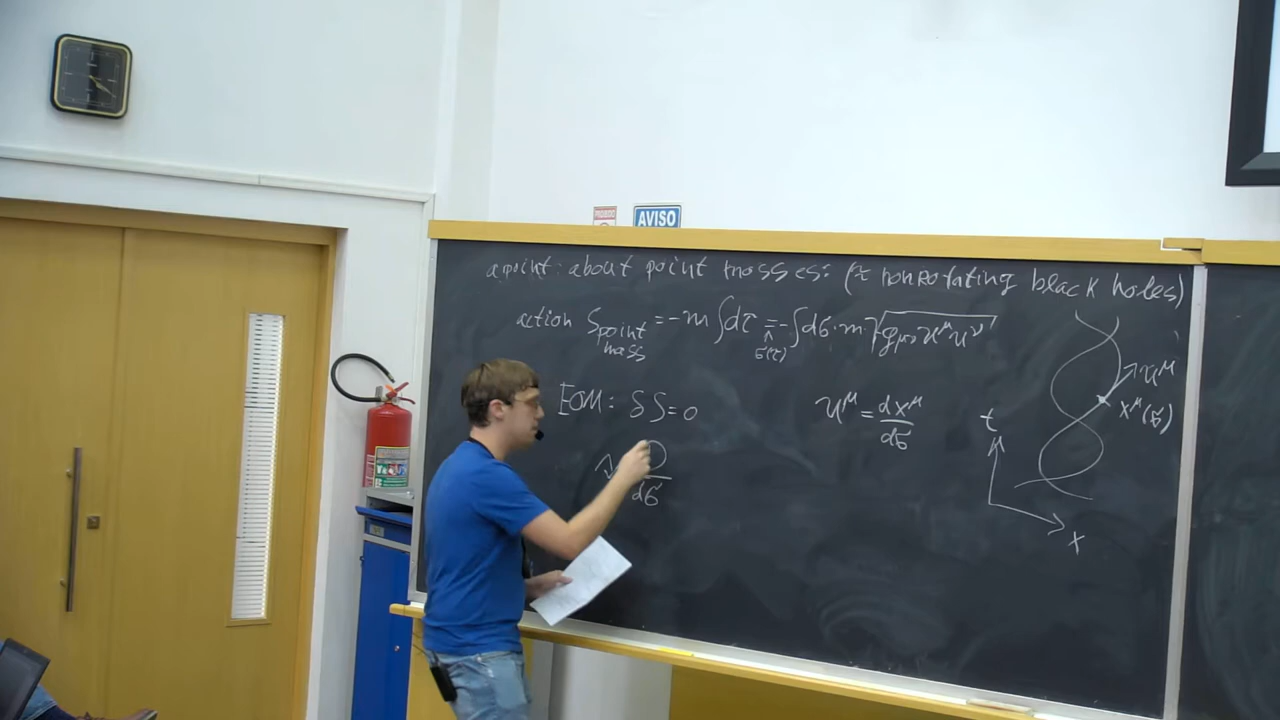 AVISO
apoint: about point masses: (≈ nonrotating black holes)
action S_point mass = -m ∫dτ = -∫dσ·m √(g_μν u^μ u^ν)
σ(τ)
EOM: δS = 0
u^μ = dx^μ/dσ
D/dσ
t
x
u^μ
x^μ(σ)